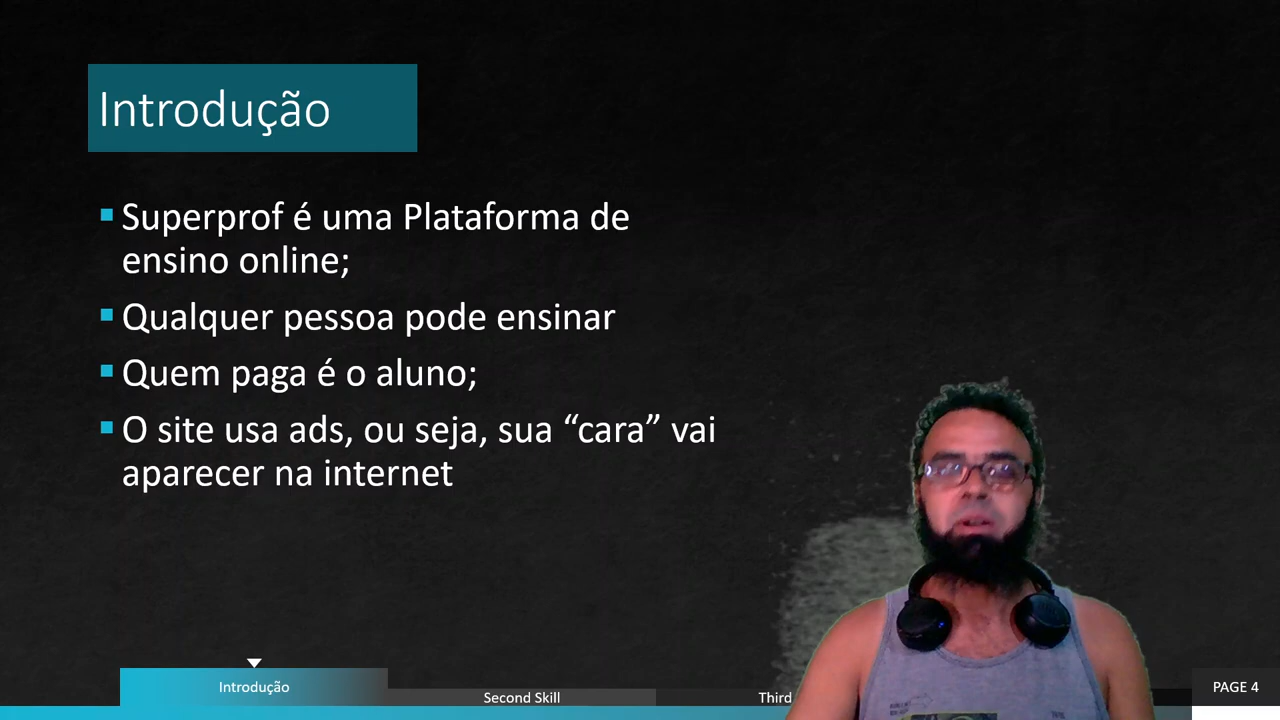 Introdução
Superprof é uma Plataforma de
ensino online;
Qualquer pessoa pode ensinar
Quem paga é o aluno;
O site usa ads, ou seja, sua “cara” vai
aparecer na internet
Introdução
Second Skill
Third
PAGE 4